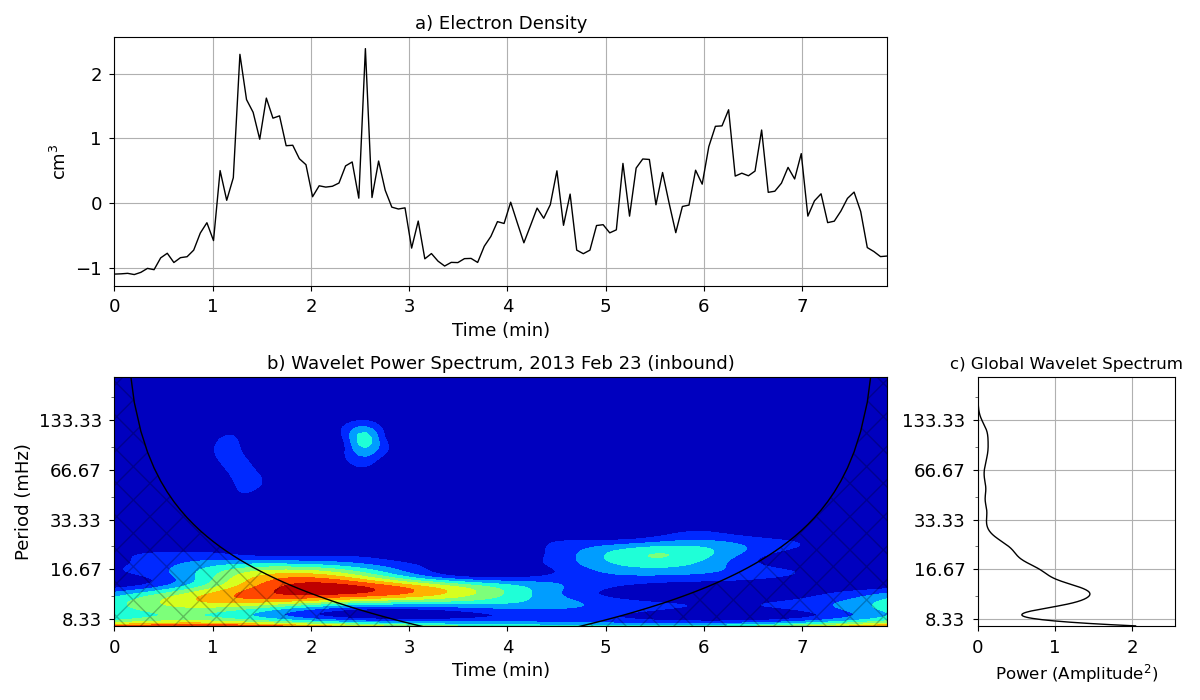 a) Electron Density
2
1
0
−1
cm³
0 1 2 3 4 5 6 7
Time (min)
b) Wavelet Power Spectrum, 2013 Feb 23 (inbound)
133.33
66.67
33.33
16.67
8.33
Period (mHz)
0 1 2 3 4 5 6 7
Time (min)
c) Global Wavelet Spectrum
133.33
66.67
33.33
16.67
8.33
0 1 2
Power (Amplitude²)